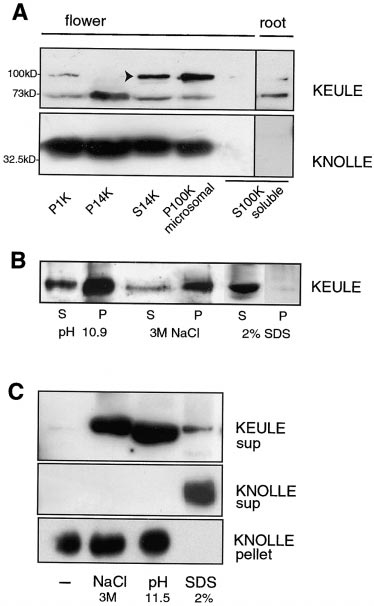 A
flower
root
100kD
73kD
KEULE
32.5kD
KNOLLE
P1K
P14K
S14K
P100K
microsomal
S100K
soluble
B
KEULE
S P S P S P
pH 10.9 3M NaCl 2% SDS
C
KEULE
sup
KNOLLE
sup
KNOLLE
pellet
– NaCl pH SDS
3M 11.5 2%